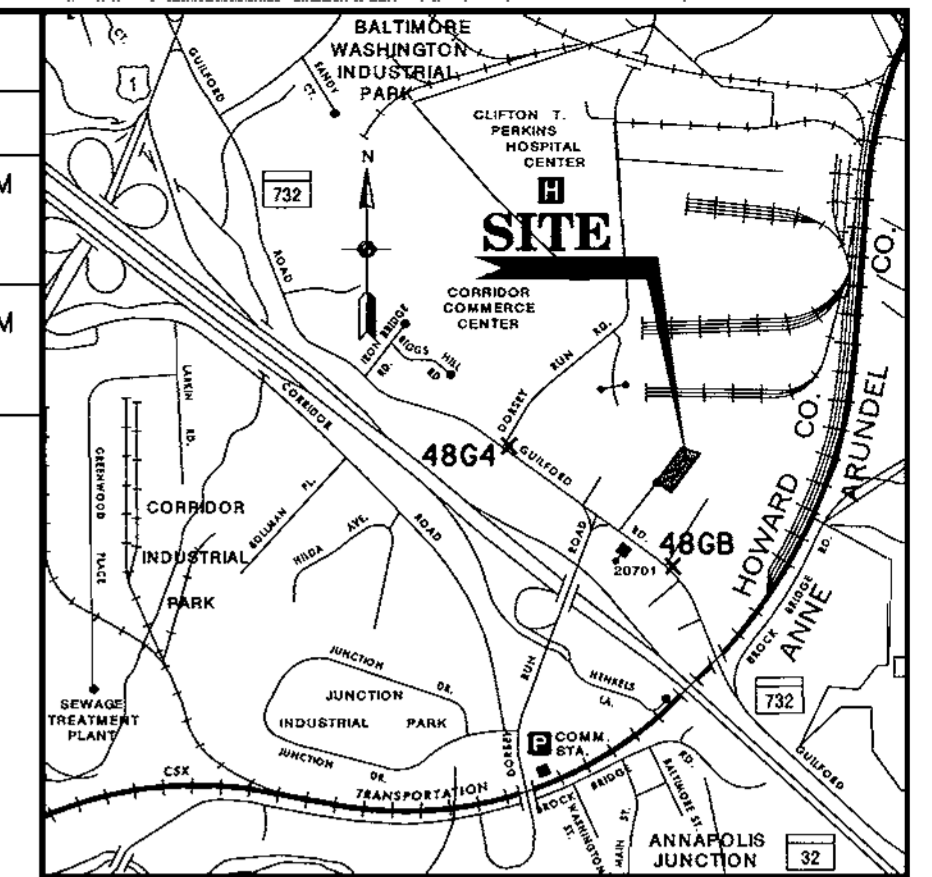 BALTIMORE
WASHINGTON
INDUSTRIAL
PARK
CT.
1
GUILFORD
SANDY
CT.
CLIFTON T.
PERKINS
HOSPITAL
CENTER
H
M
N
732
SITE
ROAD
CO.
M
CORRIDOR
COMMERCE
CENTER
IRON BRIDGE
RD.
RIGGS HILL
RD
DORSEY RUN RD.
LARKIN
RD.
CORRIDOR
48G4
GUILFORD
RD.
CO.
ARUNDEL
HOWARD
GREENWOOD
PLACE
CORRIDOR
INDUSTRIAL
PARK
BOLLMAN PL.
HILDA AVE.
ROAD
ROAD
48GB
20701
RD.
BROCK BRIDGE
ANNE
JUNCTION
DR.
JUNCTION
INDUSTRIAL PARK
JUNCTION
DR.
RUN
HENKELS
LA.
732
SEWAGE
TREATMENT
PLANT
P COMM.
STA.
DORSEY
GUILFORD
CSX
TRANSPORTATION
BROCK BRIDGE
RD.
WASHINGTON
ST.
MAIN ST.
BALTIMORE ST.
ANNAPOLIS
JUNCTION
32